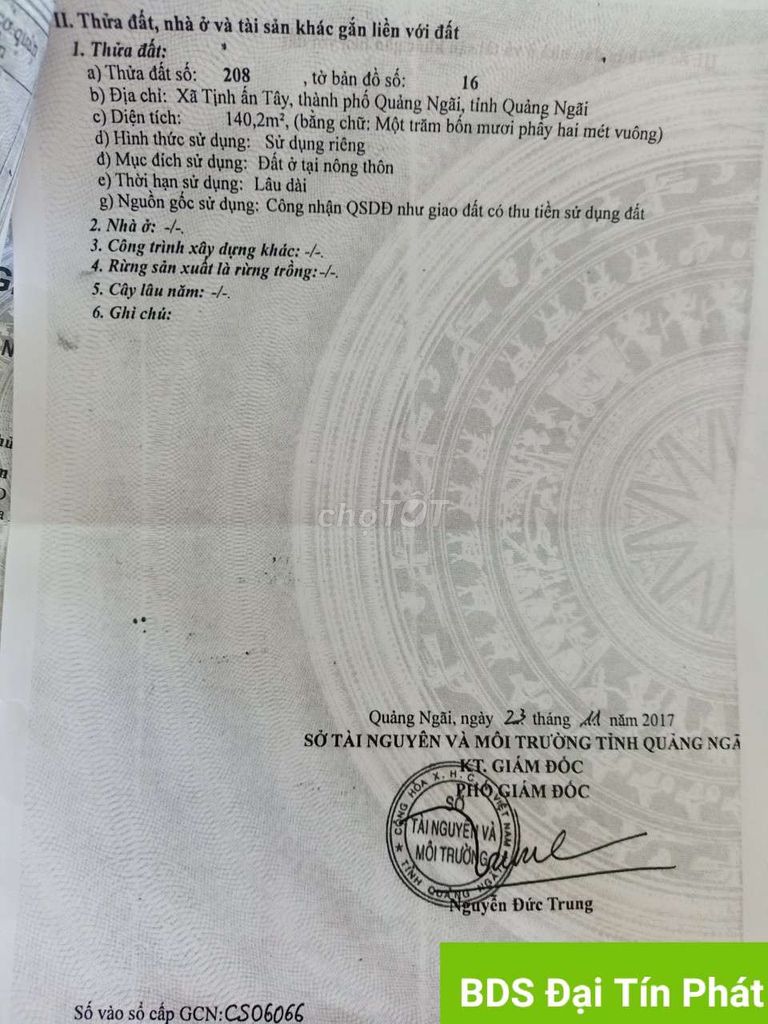 II. Thửa đất, nhà ở và tài sản khác gắn liền với đất
1. Thửa đất:
a) Thửa đất số: 208 , tờ bản đồ số: 16
b) Địa chỉ: Xã Tịnh Ấn Tây, thành phố Quảng Ngãi, tỉnh Quảng Ngãi
c) Diện tích: 140,2m², (bằng chữ: Một trăm bốn mươi phẩy hai mét vuông)
d) Hình thức sử dụng: Sử dụng riêng
đ) Mục đích sử dụng: Đất ở tại nông thôn
e) Thời hạn sử dụng: Lâu dài
g) Nguồn gốc sử dụng: Công nhận QSDĐ như giao đất có thu tiền sử dụng đất
2. Nhà ở: -/-.
3. Công trình xây dựng khác: -/-.
4. Rừng sản xuất là rừng trồng:-/-.
5. Cây lâu năm: -/-.
6. Ghi chú:
chợTỐT
Quảng Ngãi, ngày 23 tháng 11 năm 2017
SỞ TÀI NGUYÊN VÀ MÔI TRƯỜNG TỈNH QUẢNG NGÃ
KT. GIÁM ĐỐC
PHÓ GIÁM ĐỐC
CỘNG HÒA X.H.C.N VIỆT NAM
SỞ
TÀI NGUYÊN VÀ
MÔI TRƯỜNG
TỈNH QUẢNG NGÃI
Nguyễn Đức Trung
Số vào sổ cấp GCN:CS06066
BDS Đại Tín Phát